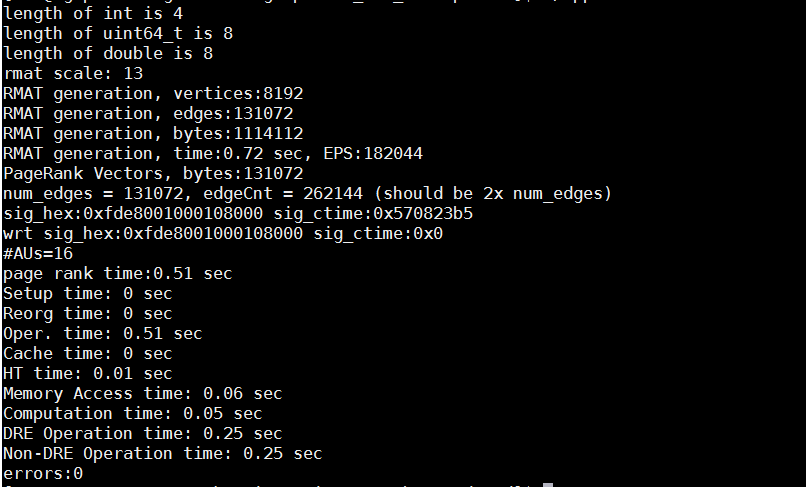 length of int is 4
length of uint64_t is 8
length of double is 8
rmat scale: 13
RMAT generation, vertices:8192
RMAT generation, edges:131072
RMAT generation, bytes:1114112
RMAT generation, time:0.72 sec, EPS:182044
PageRank Vectors, bytes:131072
num_edges = 131072, edgeCnt = 262144 (should be 2x num_edges)
sig_hex:0xfde8001000108000 sig_ctime:0x570823b5
wrt sig_hex:0xfde8001000108000 sig_ctime:0x0
#AUs=16
page rank time:0.51 sec
Setup time: 0 sec
Reorg time: 0 sec
Oper. time: 0.51 sec
Cache time: 0 sec
HT time: 0.01 sec
Memory Access time: 0.06 sec
Computation time: 0.05 sec
DRE Operation time: 0.25 sec
Non-DRE Operation time: 0.25 sec
errors:0